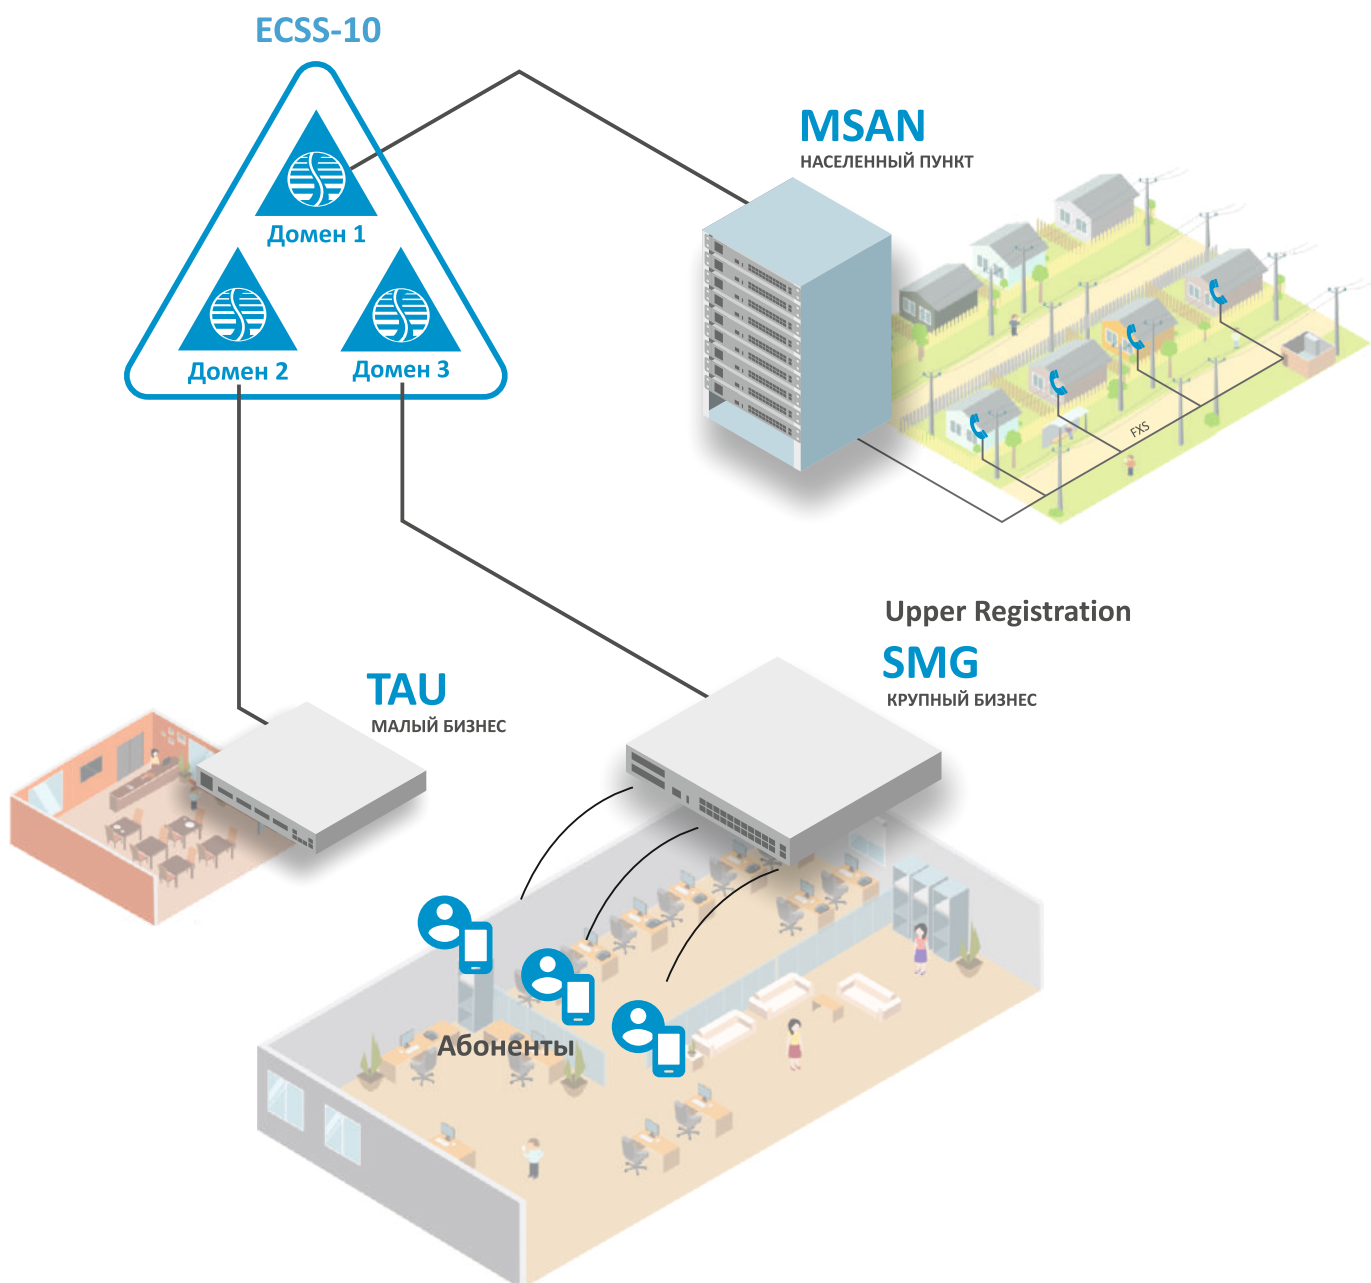 ECSS-10
Домен 1
Домен 2
Домен 3
MSAN
НАСЕЛЕННЫЙ ПУНКТ
FXS
Upper Registration
SMG
КРУПНЫЙ БИЗНЕС
TAU
МАЛЫЙ БИЗНЕС
Абоненты